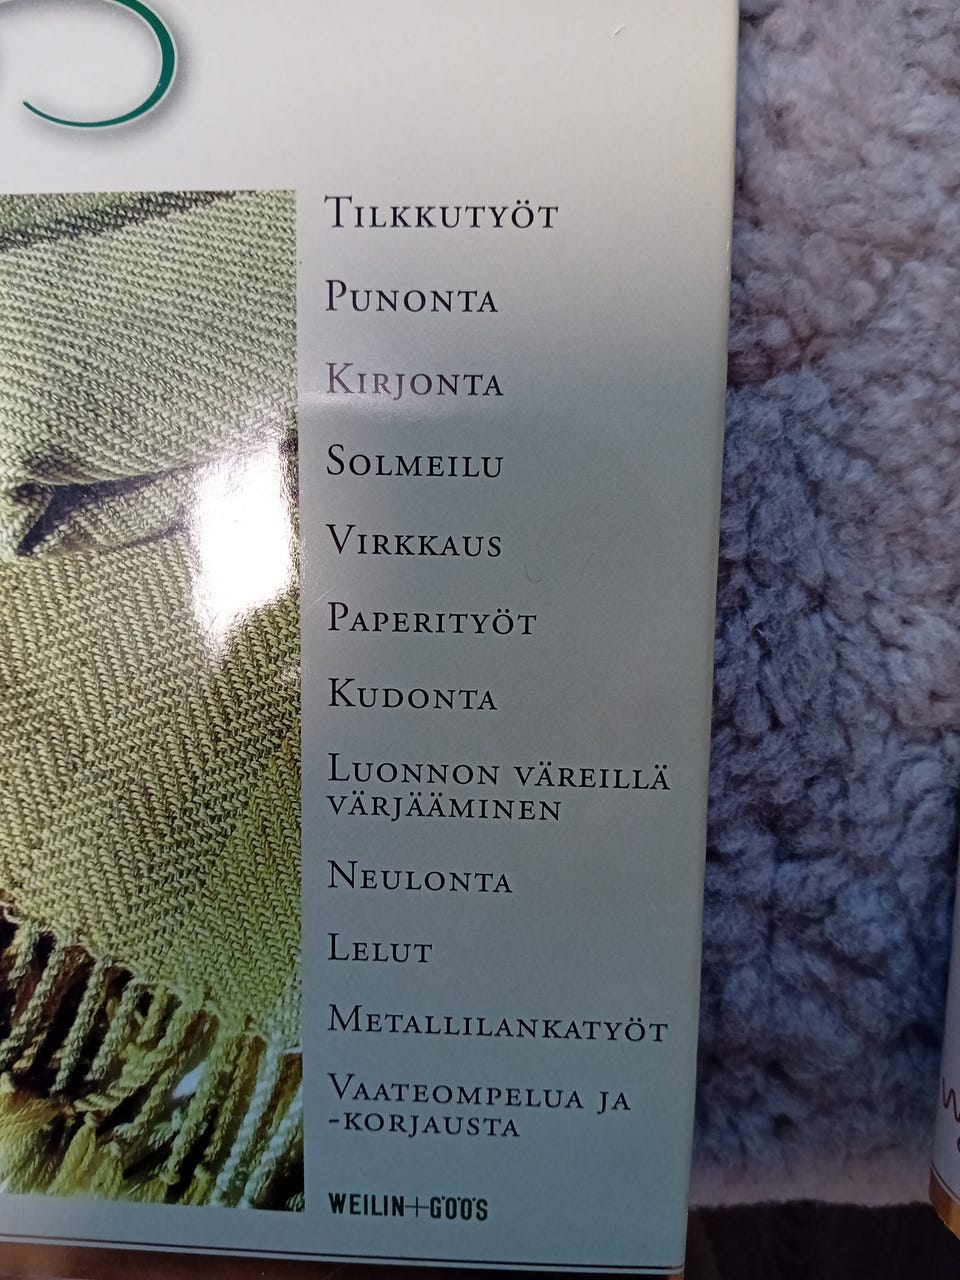 Tilkkutyöt
Punonta
Kirjonta
Solmeilu
Virkkaus
Paperityöt
Kudonta
Luonnon väreillä
värjääminen
Neulonta
Lelut
Metallilankatyöt
Vaateompelua ja
-korjausta
WEILIN+GÖÖS